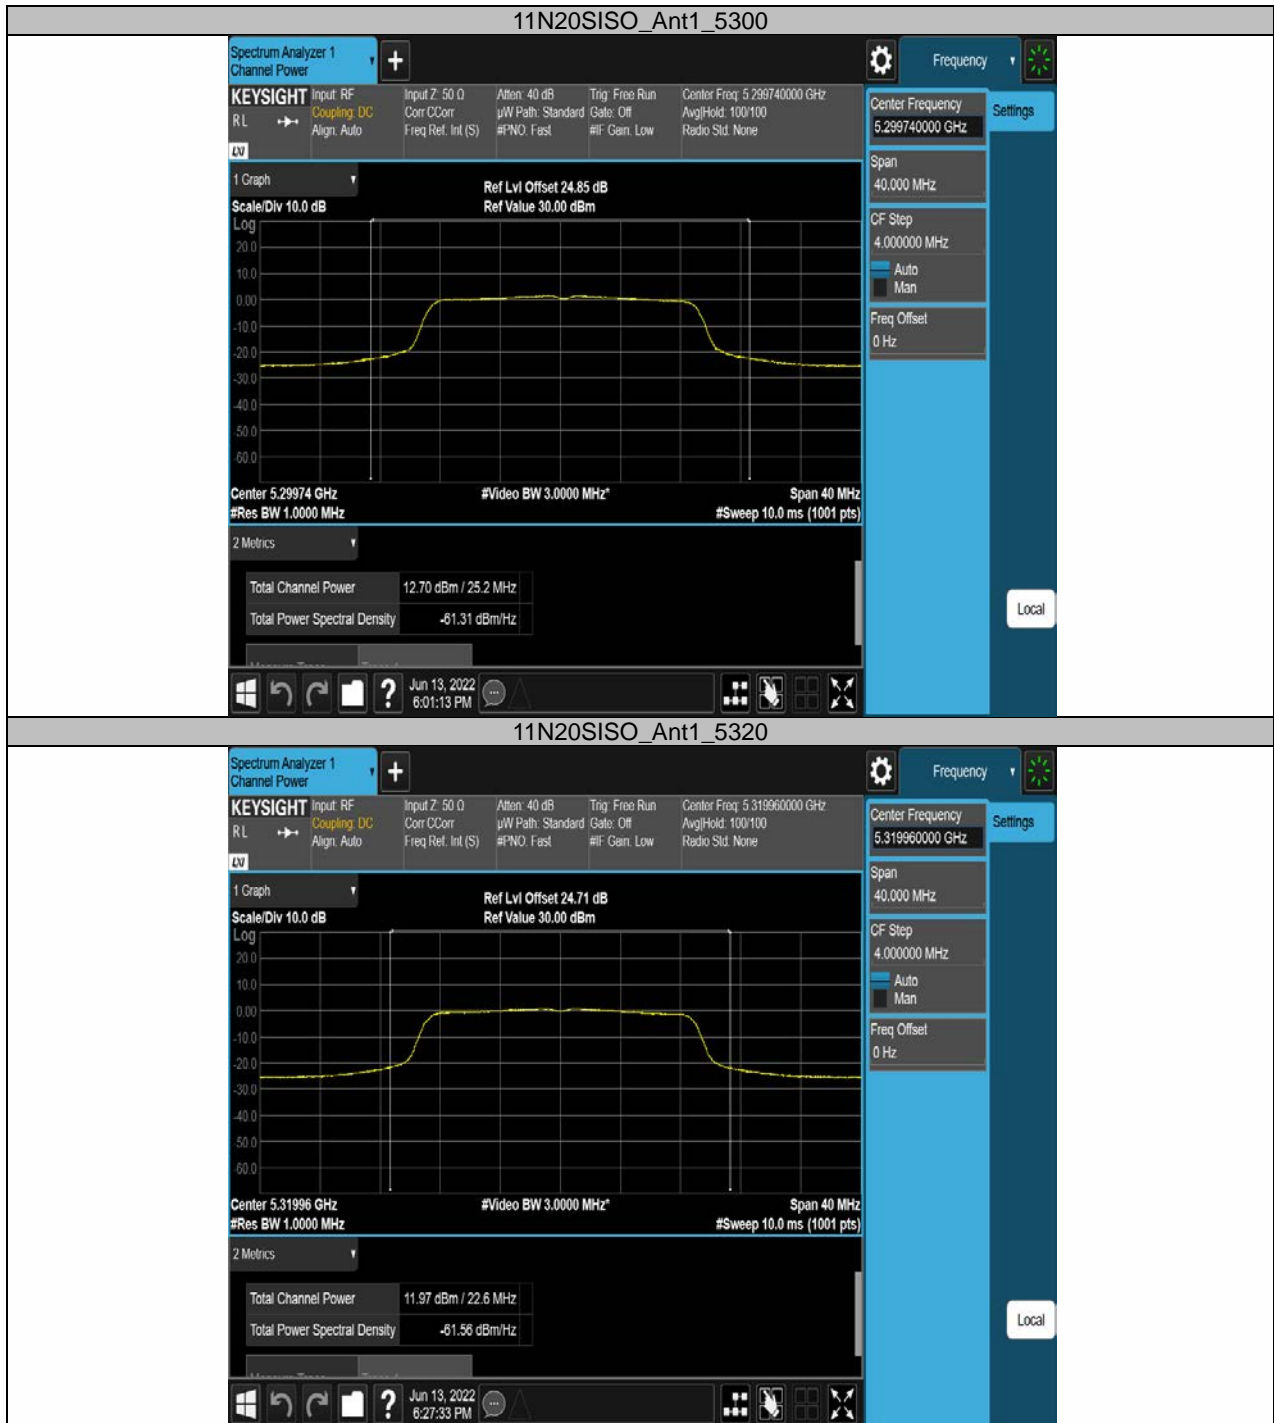 11N20SISO_Ant1_5300
Spectrum Analyzer 1
Channel Power
Frequency
KEYSIGHT
RL
LXI
Input: RF
Coupling: DC
Align: Auto
Input Z: 50 Ω
Corr CCorr
Freq Ref: Int (S)
Atten: 40 dB
µW Path: Standard
#PNO: Fast
Trig: Free Run
Gate: Off
#IF Gain: Low
Center Freq: 5.299740000 GHz
Avg|Hold: 100/100
Radio Std: None
Center Frequency
5.299740000 GHz
Settings
Span
40.000 MHz
CF Step
4.000000 MHz
Auto
Man
Freq Offset
0 Hz
Local
1 Graph
Ref Lvl Offset 24.85 dB
Scale/Div 10.0 dB
Ref Value 30.00 dBm
Log
20.0
10.0
0.00
-10.0
-20.0
-30.0
-40.0
-50.0
-60.0
Center 5.29974 GHz
#Video BW 3.0000 MHz*
Span 40 MHz
#Res BW 1.0000 MHz
#Sweep 10.0 ms (1001 pts)
2 Metrics
Total Channel Power 12.70 dBm / 25.2 MHz
Total Power Spectral Density -61.31 dBm/Hz
Jun 13, 2022
6:01:13 PM
11N20SISO_Ant1_5320
Spectrum Analyzer 1
Channel Power
Frequency
KEYSIGHT
RL
LXI
Input: RF
Coupling: DC
Align: Auto
Input Z: 50 Ω
Corr CCorr
Freq Ref: Int (S)
Atten: 40 dB
µW Path: Standard
#PNO: Fast
Trig: Free Run
Gate: Off
#IF Gain: Low
Center Freq: 5.319960000 GHz
Avg|Hold: 100/100
Radio Std: None
Center Frequency
5.319960000 GHz
Settings
Span
40.000 MHz
CF Step
4.000000 MHz
Auto
Man
Freq Offset
0 Hz
Local
1 Graph
Ref Lvl Offset 24.71 dB
Scale/Div 10.0 dB
Ref Value 30.00 dBm
Log
20.0
10.0
0.00
-10.0
-20.0
-30.0
-40.0
-50.0
-60.0
Center 5.31996 GHz
#Video BW 3.0000 MHz*
Span 40 MHz
#Res BW 1.0000 MHz
#Sweep 10.0 ms (1001 pts)
2 Metrics
Total Channel Power 11.97 dBm / 22.6 MHz
Total Power Spectral Density -61.56 dBm/Hz
Jun 13, 2022
6:27:33 PM